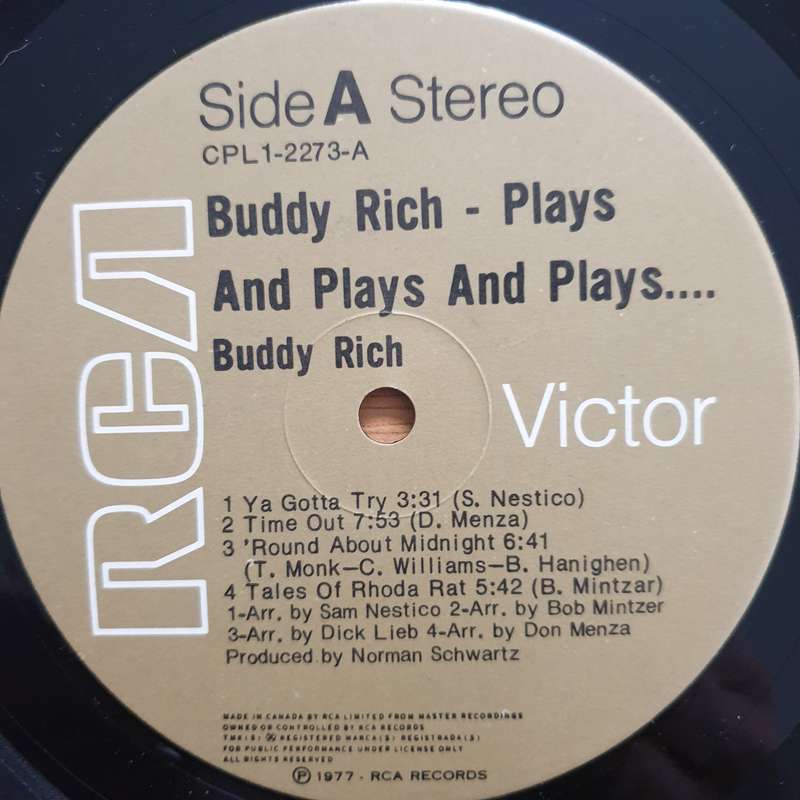 Side A Stereo
CPL1-2273-A
Buddy Rich - Plays
And Plays And Plays....
Buddy Rich
RCA
Victor
1 Ya Gotta Try 3:31 (S. Nestico)
2 Time Out 7:53 (D. Menza)
3 'Round About Midnight 6:41
(T. Monk-C. Williams-B. Hanighen)
4 Tales Of Rhoda Rat 5:42 (B. Mintzar)
1-Arr. by Sam Nestico 2-Arr. by Bob Mintzer
3-Arr. by Dick Lieb 4-Arr. by Don Menza
Produced by Norman Schwartz
MADE IN CANADA BY RCA LIMITED FROM MASTER RECORDINGS
OWNED OR CONTROLLED BY RCA RECORDS
TMK(S) ® REGISTERED MARCA(S) REGISTRADA(S)
FOR PUBLIC PERFORMANCE UNDER LICENSE ONLY
ALL RIGHTS RESERVED
℗ 1977 - RCA RECORDS